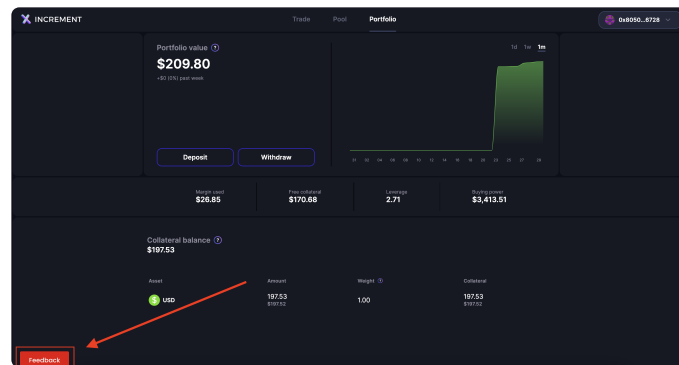 INCREMENT
Trade Pool Portfolio
0x8050...6728
Portfolio value
$209.80
+$0 (0%) past week
1d 1w 1m
Deposit Withdraw
Margin used Free collateral Leverage Buying power
$26.85 $170.68 2.71 $3,413.51
Collateral balance
$197.53
Asset Amount Weight Collateral
USD 197.53 1.00 197.53
$197.52 $197.52
Feedback